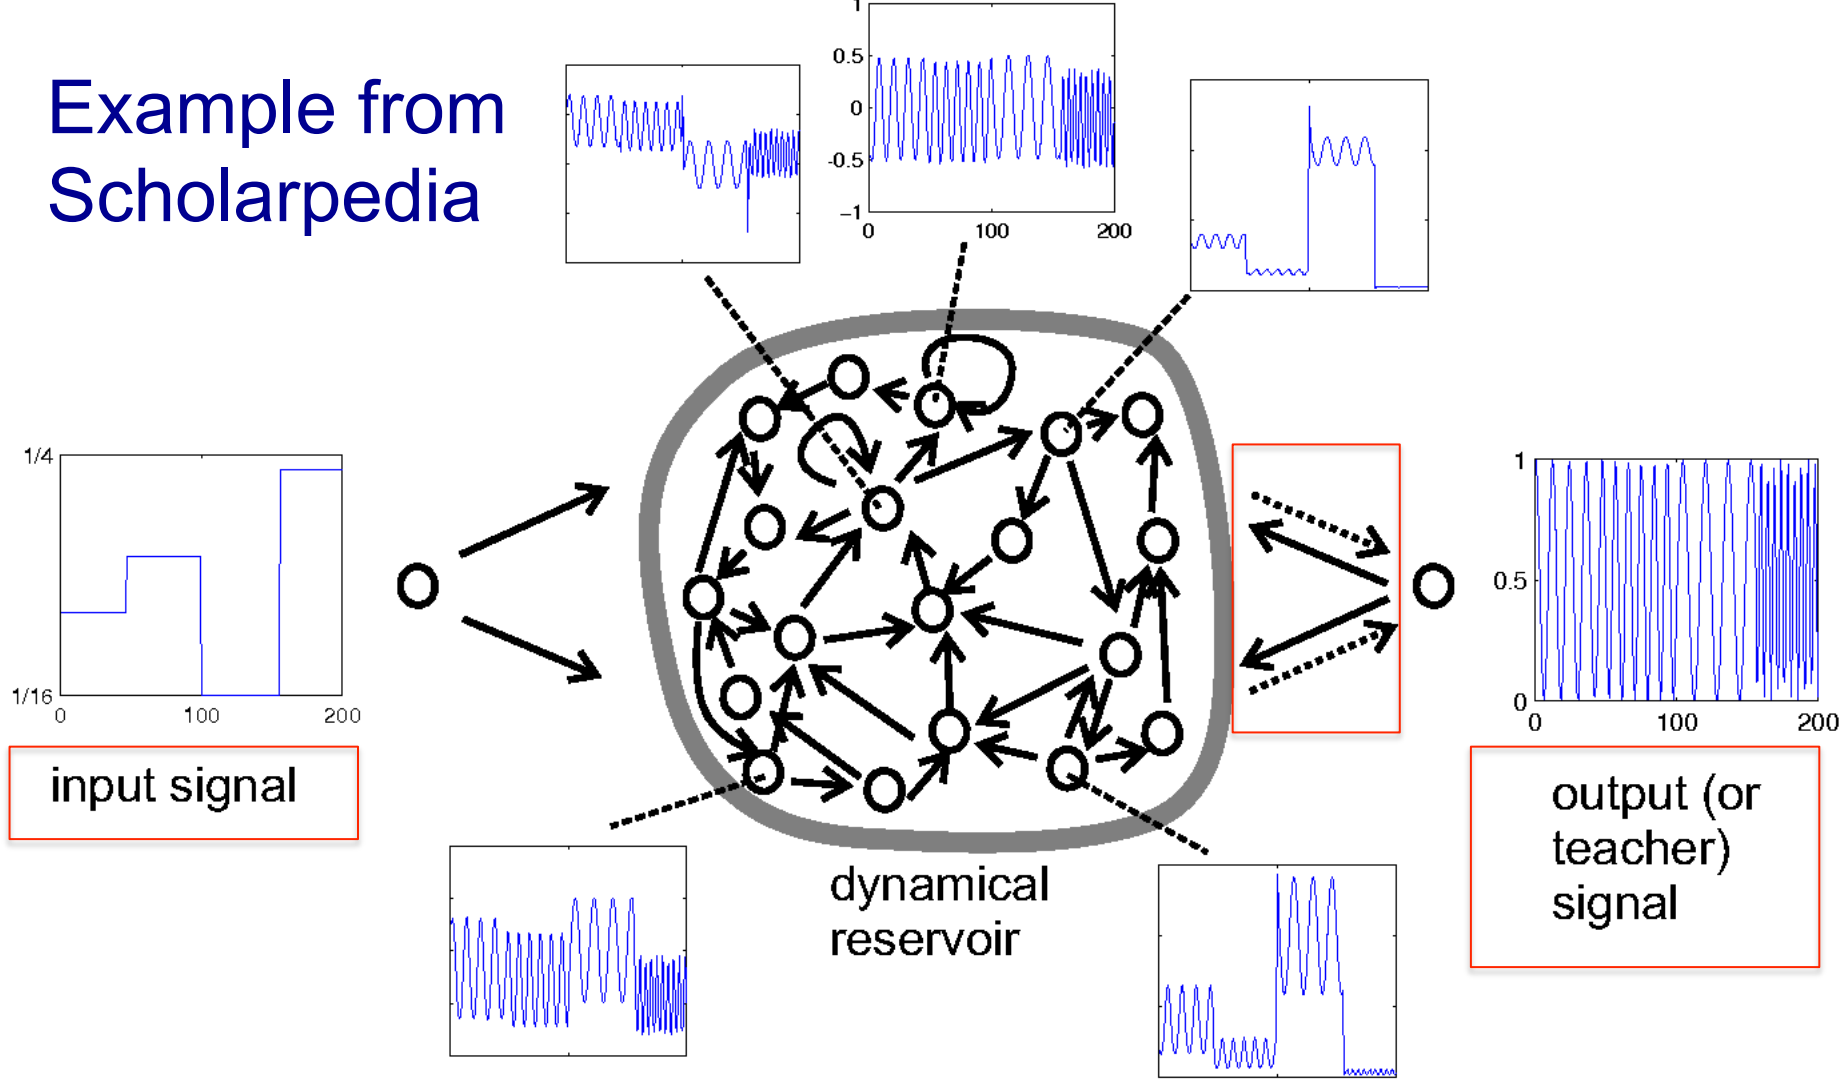 Example from
Scholarpedia
1
0.5
0
-0.5
−1
0 100 200
1/4
1/16
0 100 200
input signal
dynamical
reservoir
1
0.5
0
0 100 200
output (or
teacher)
signal